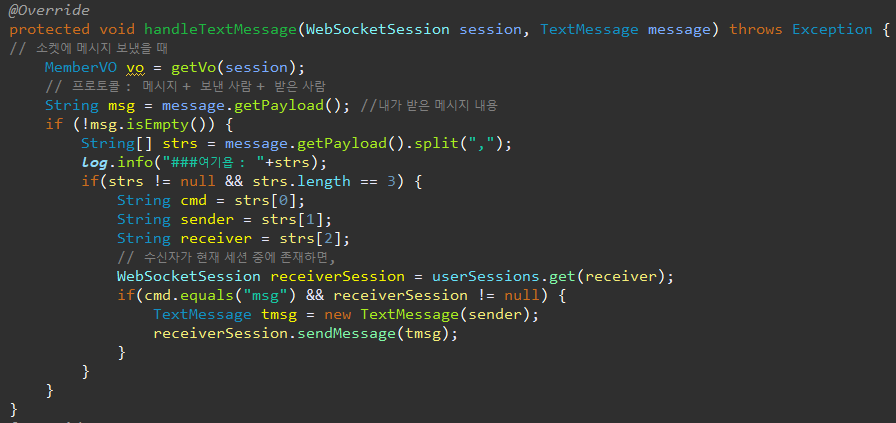 @Override
protected void handleTextMessage(WebSocketSession session, TextMessage message) throws Exception {
// 소켓에 메시지 보냈을 때
MemberVO vo = getVo(session);
// 프로토콜 : 메시지 + 보낸 사람 + 받은 사람
String msg = message.getPayload(); //내가 받은 메시지 내용
if (!msg.isEmpty()) {
String[] strs = message.getPayload().split(",");
log.info("###여기욤 : "+strs);
if(strs != null && strs.length == 3) {
String cmd = strs[0];
String sender = strs[1];
String receiver = strs[2];
// 수신자가 현재 세션 중에 존재하면,
WebSocketSession receiverSession = userSessions.get(receiver);
if(cmd.equals("msg") && receiverSession != null) {
TextMessage tmsg = new TextMessage(sender);
receiverSession.sendMessage(tmsg);
}
}
}
}